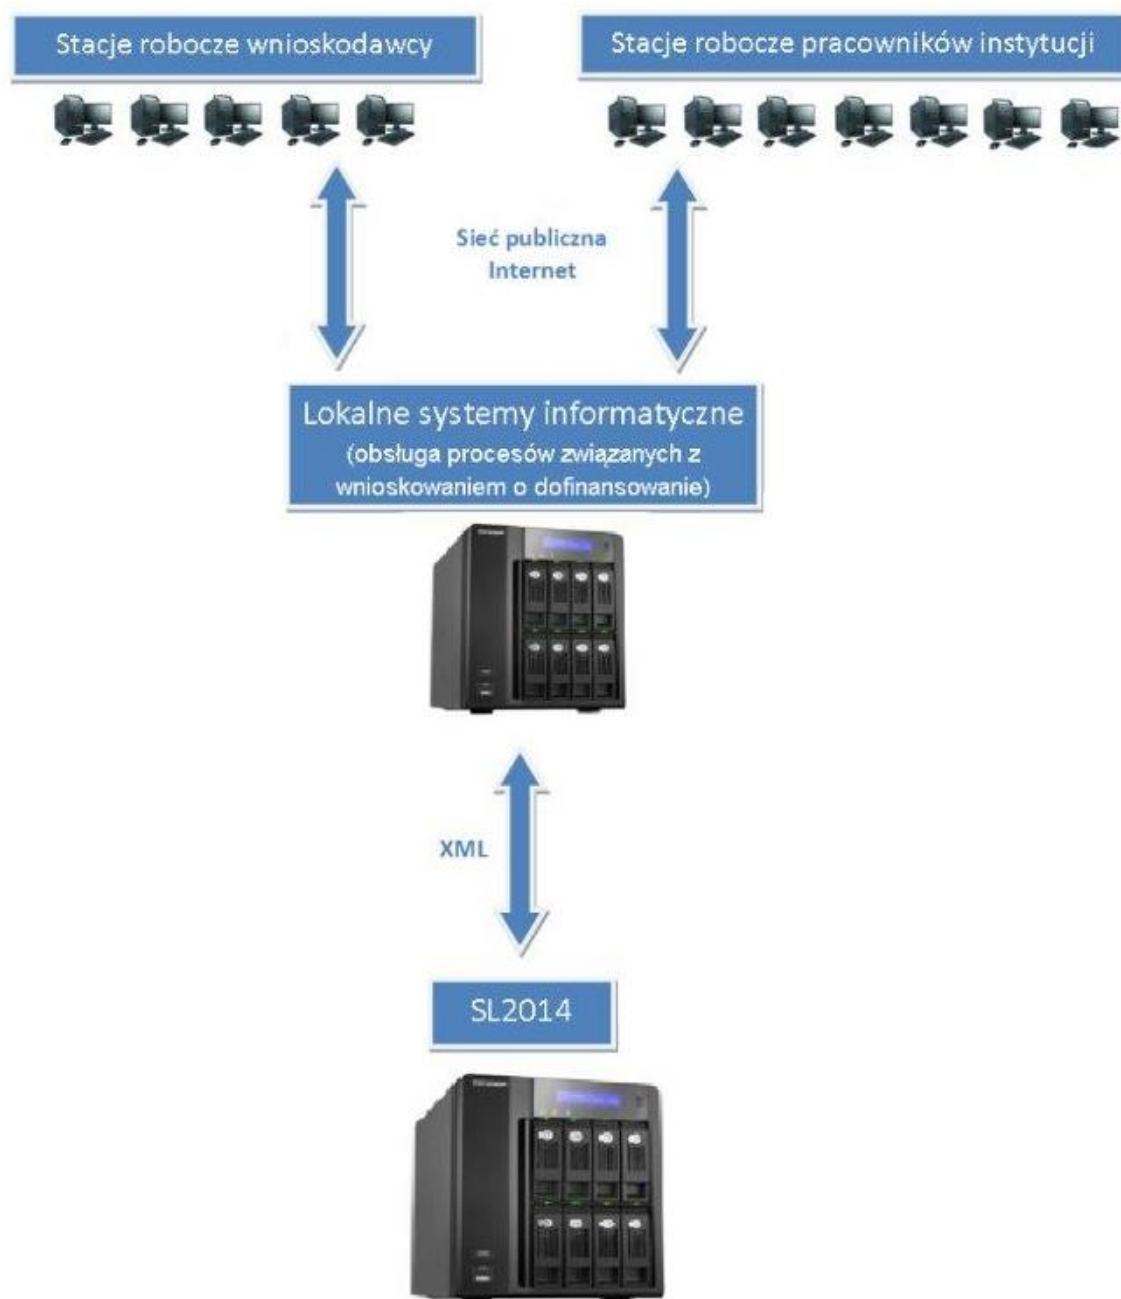 Stacje robocze wnioskodawcy
Stacje robocze pracowników instytucji
Sieć publiczna
Internet
Lokalne systemy informatyczne
(obsługa procesów związanych z
wnioskowaniem o dofinansowanie)
XML
SL2014